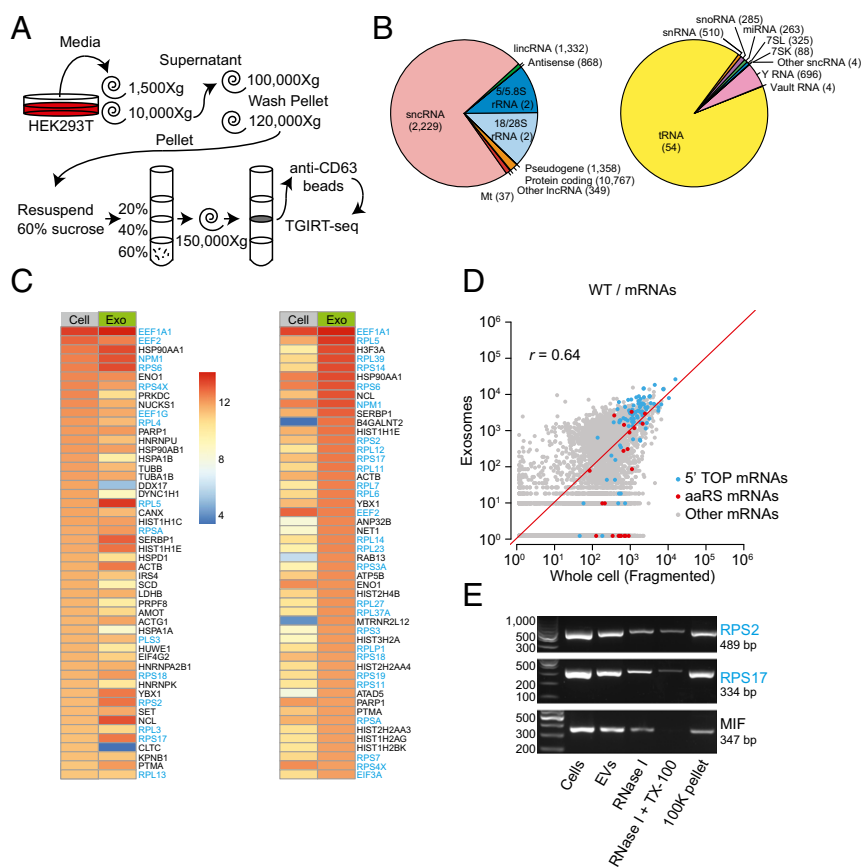 A
Media
Supernatant
1,500Xg
10,000Xg
100,000Xg
Wash Pellet
120,000Xg
HEK293T
Pellet
anti-CD63
beads
Resuspend
60% sucrose
20%
40%
60%
150,000Xg
TGIRT-seq
B
lincRNA (1,332)
Antisense (868)
5/5.8S
rRNA (2)
sncRNA
(2,229)
18/28S
rRNA (2)
Pseudogene (1,358)
Protein coding (10,767)
Other lncRNA (349)
Mt (37)
snoRNA (285)
snRNA (510)
miRNA (263)
7SL (325)
7SK (88)
Other sncRNA (4)
Y RNA (696)
Vault RNA (4)
tRNA
(54)
C
Cell Exo
EEF1A1
EEF2
HSP90AA1
NPM1
RPS6
ENO1
RPS4X
PRKDC
NUCKS1
EEF1G
RPL4
PARP1
HNRNPU
HSP90AB1
HSPA1B
TUBB
TUBA1B
DDX17
DYNC1H1
RPL5
CANX
HIST1H1C
RPSA
SERBP1
HIST1H1E
HSPD1
ACTB
IRS4
SCD
LDHB
PRPF8
AMOT
ACTG1
HSPA1A
PLS3
HUWE1
EIF4G2
HNRNPA2B1
RPS18
HNRNPK
YBX1
RPS2
SET
NCL
RPL3
RPS17
CLTC
KPNB1
PTMA
RPL13
12
8
4
Cell Exo
EEF1A1
RPL5
H3F3A
RPL39
RPS14
HSP90AA1
RPS6
NCL
NPM1
SERBP1
B4GALNT2
HIST1H1E
RPS2
RPL12
RPS17
RPL11
ACTB
RPL7
RPL6
YBX1
EEF2
ANP32B
NET1
RPL14
RPL23
RAB13
RPS3A
ATP5B
ENO1
HIST2H4B
RPL27
RPL37A
MTRNR2L12
RPS3
HIST3H2A
RPLP1
RPS18
HIST2H2AA4
RPS19
RPS11
ATAD5
PARP1
PTMA
RPSA
HIST2H2AA3
HIST1H2AG
HIST1H2BK
RPS7
RPS4X
EIF3A
D
WT / mRNAs
r = 0.64
Exosomes
10⁶
10⁵
10⁴
10³
10²
10¹
10⁰
5' TOP mRNAs
aaRS mRNAs
Other mRNAs
10⁰ 10¹ 10² 10³ 10⁴ 10⁵ 10⁶
Whole cell (Fragmented)
E
1,000
500
300
RPS2
489 bp
200
100
RPS17
334 bp
500
300
200
MIF
347 bp
Cells
EVs
RNase I
RNase I + TX-100
100K pellet